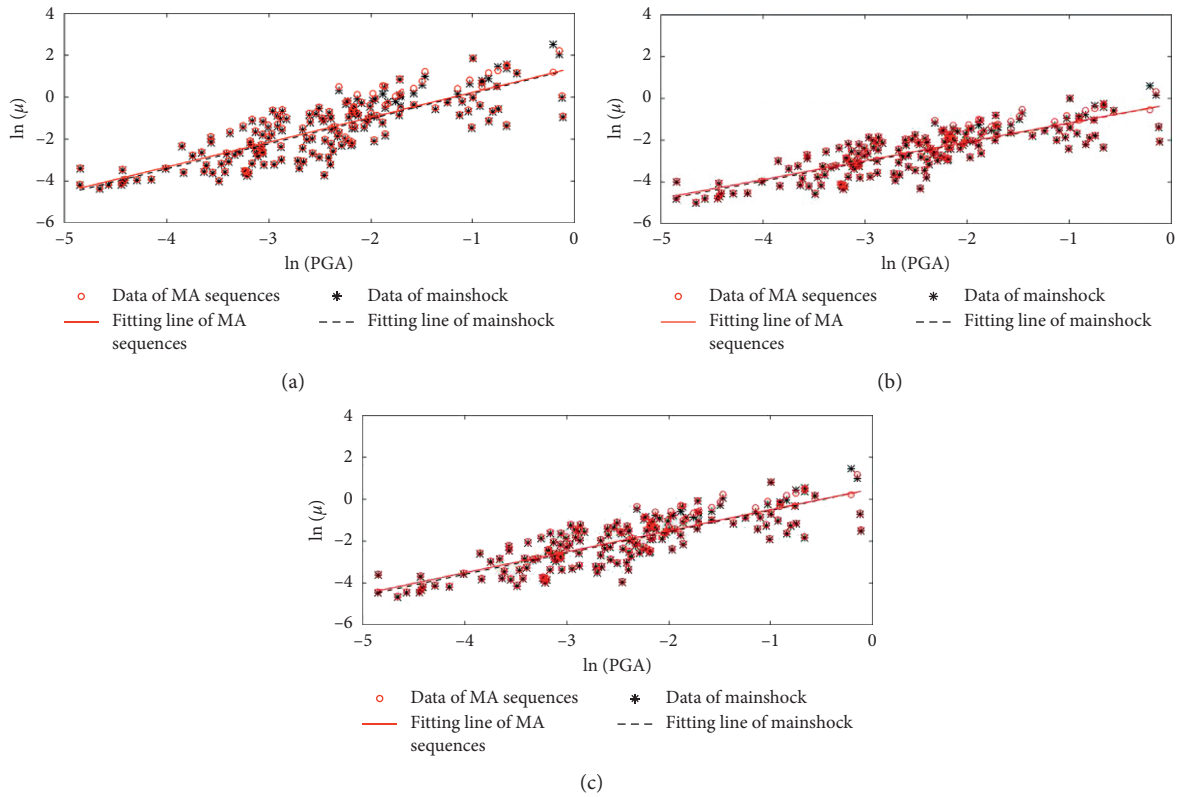 4
2
0
−2
−4
−6
ln (μ)
−5 −4 −3 −2 −1 0
ln (PGA)
Data of MA sequences
Fitting line of MA
sequences
Data of mainshock
Fitting line of mainshock
(a)
4
2
0
−2
−4
−6
ln (μ)
−5 −4 −3 −2 −1 0
ln (PGA)
Data of MA sequences
Fitting line of MA
sequences
Data of mainshock
Fitting line of mainshock
(b)
4
2
0
−2
−4
−6
ln (μ)
−5 −4 −3 −2 −1 0
ln (PGA)
Data of MA sequences
Fitting line of MA
sequences
Data of mainshock
Fitting line of mainshock
(c)